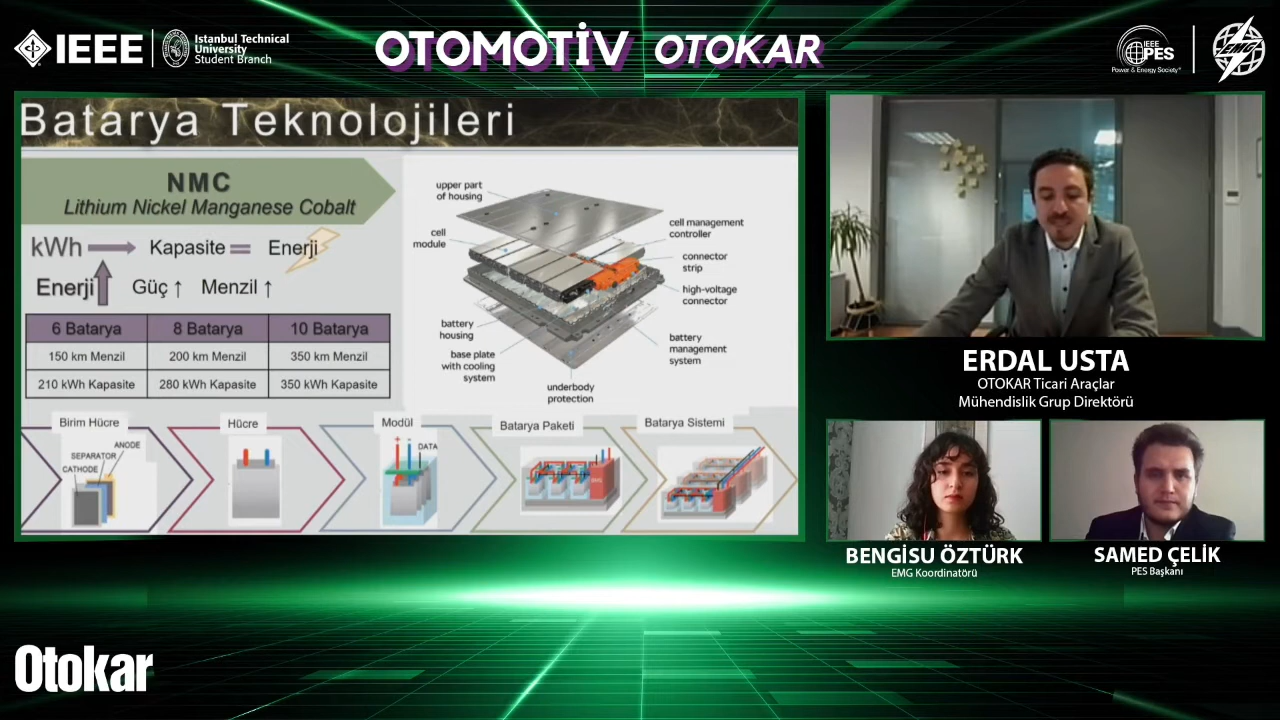 IEEE
Istanbul Technical
University
Student Branch
OTOMOTİV OTOKAR
IEEE
PES
Power & Energy Society®
EMG
Batarya Teknolojileri
NMC
Lithium Nickel Manganese Cobalt
kWh Kapasite = Enerji
Enerji Güç ↑ Menzil ↑
6 Batarya 8 Batarya 10 Batarya
150 km Menzil 200 km Menzil 350 km Menzil
210 kWh Kapasite 280 kWh Kapasite 350 kWh Kapasite
upper part
of housing
cell
module
battery
housing
base plate
with cooling
system
underbody
protection
cell management
controller
connector
strip
high-voltage
connector
battery
management
system
Birim Hücre
CATHODE
SEPARATOR
ANODE
Hücre
Modül
+ -
DATA
Batarya Paketi
Batarya Sistemi
ERDAL USTA
OTOKAR Ticari Araçlar
Mühendislik Grup Direktörü
BENGİSU ÖZTÜRK
EMG Koordinatörü
SAMED ÇELİK
PES Başkanı
Otokar